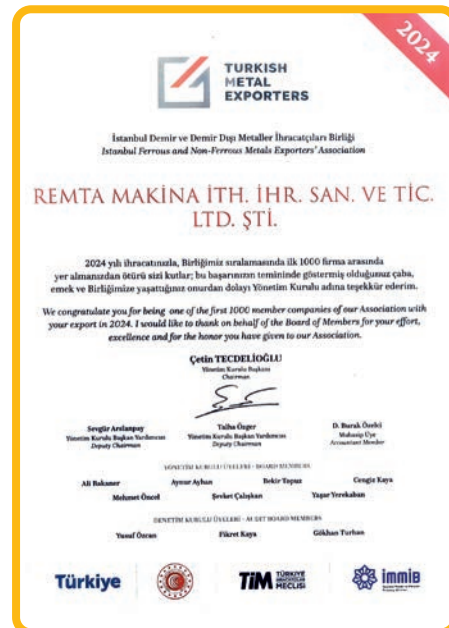 2024
TURKISH
METAL
EXPORTERS
İstanbul Demir ve Demir Dışı Metaller İhracatçıları Birliği
Istanbul Ferrous and Non-Ferrous Metals Exporters' Association
REMTA MAKİNA İTH. İHR. SAN. VE TİC.
LTD. ŞTİ.
2024 yılı ihracatınızla, Birliğimiz sıralamasında ilk 1000 firma arasında
yer almanızdan ötürü sizi kutlar; bu başarınızın temininde göstermiş olduğunuz çaba,
emek ve Birliğimize yaşattığınız onurdan dolayı Yönetim Kurulu adına teşekkür ederim.
We congratulate you for being one of the first 1000 member companies of our Association with
your export in 2024. I would like to thank on behalf of the Board of Members for your effort,
excellence and for the honor you have given to our Association.
Çetin TECDELİOĞLU
Yönetim Kurulu Başkanı
Chairman
Sevgür Arslanpay Talha Özger D. Burak Özelci
Yönetim Kurulu Başkan Yardımcısı Yönetim Kurulu Başkan Yardımcısı Muhasip Üye
Deputy Chairman Deputy Chairman Accountant Member
YÖNETİM KURULU ÜYELERİ - BOARD MEMBERS
Ali Bakaner Aynur Ayhan Bekir Topuz Cengiz Kaya
Mehmet Öncel Şevket Çalışkan Yaşar Yerekaban
DENETİM KURULU ÜYELERİ - AUDIT BOARD MEMBERS
Yusuf Özcan Fikret Kaya Gökhan Turhan
Türkiye TİM TÜRKİYE İHRACATÇILAR MECLİSİ immib